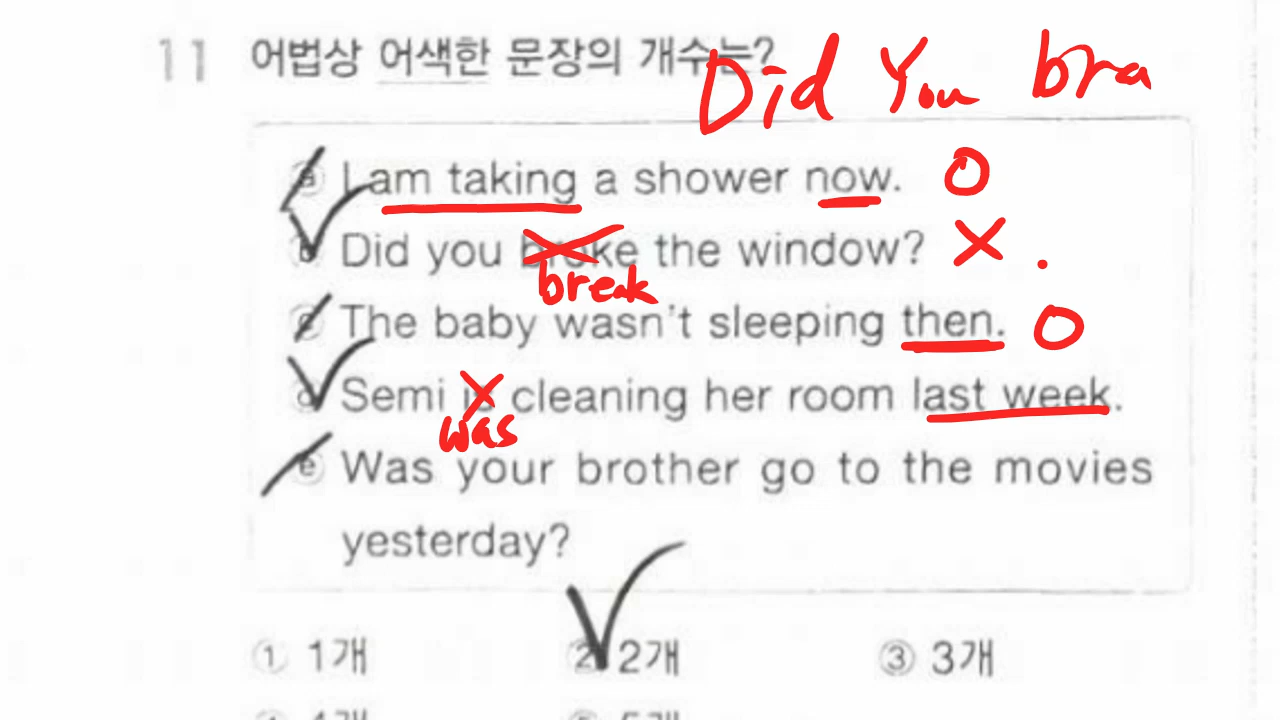 11 어법상 어색한 문장의 개수는?
Did You bra
ⓐ I am taking a shower now. O
ⓑ Did you broke the window? X .
break
ⓒ The baby wasn't sleeping then. O
ⓓ Semi is cleaning her room last week.
was
ⓔ Was your brother go to the movies
yesterday?
① 1개 ② 2개 ③ 3개